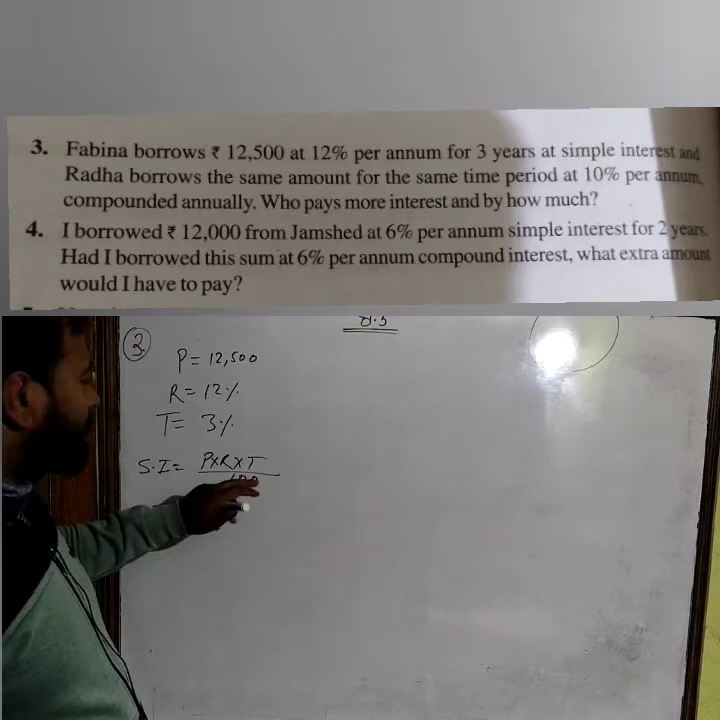 3. Fabina borrows ₹ 12,500 at 12% per annum for 3 years at simple interest and
Radha borrows the same amount for the same time period at 10% per annum,
compounded annually. Who pays more interest and by how much?
4. I borrowed ₹ 12,000 from Jamshed at 6% per annum simple interest for 2 years.
Had I borrowed this sum at 6% per annum compound interest, what extra amount
would I have to pay?
3.
P = 12,500
R = 12%
T = 3%
S.I = P×R×T
100